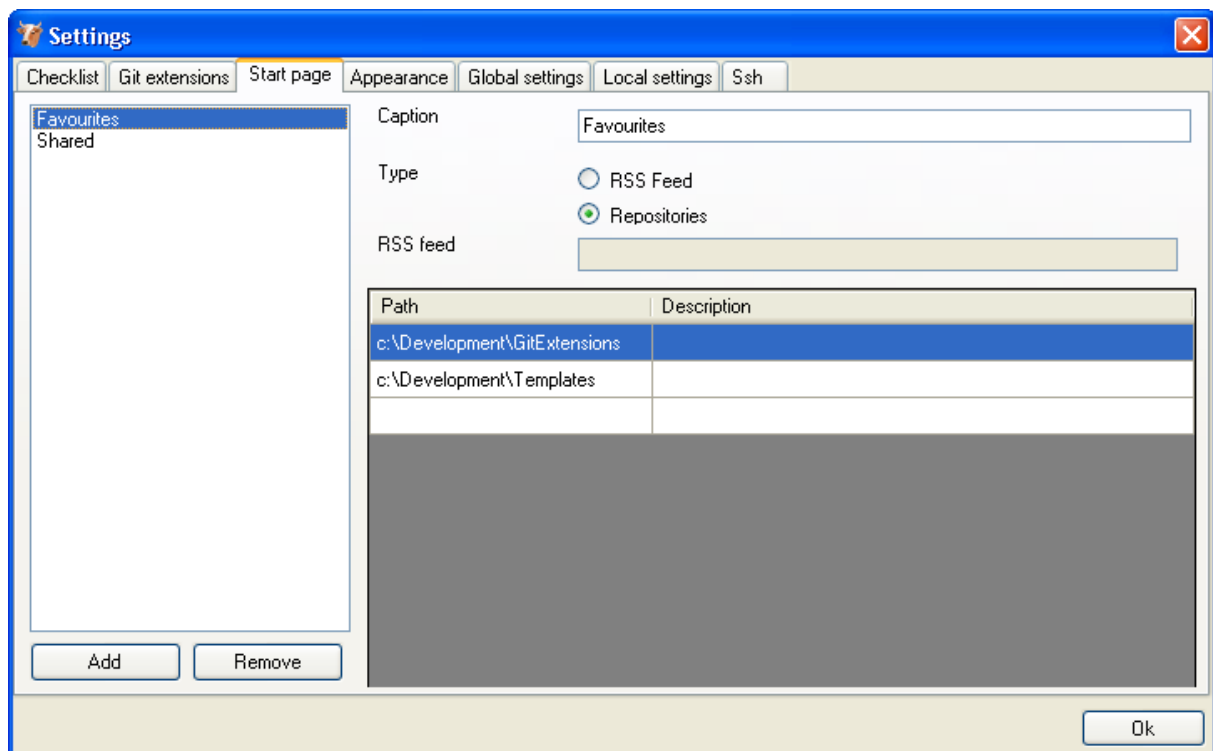 Settings
Checklist Git extensions Start page Appearance Global settings Local settings Ssh
Favourites
Shared
Caption Favourites
Type RSS Feed
Repositories
RSS feed
Path Description
c:\Development\GitExtensions
c:\Development\Templates
Add Remove
Ok